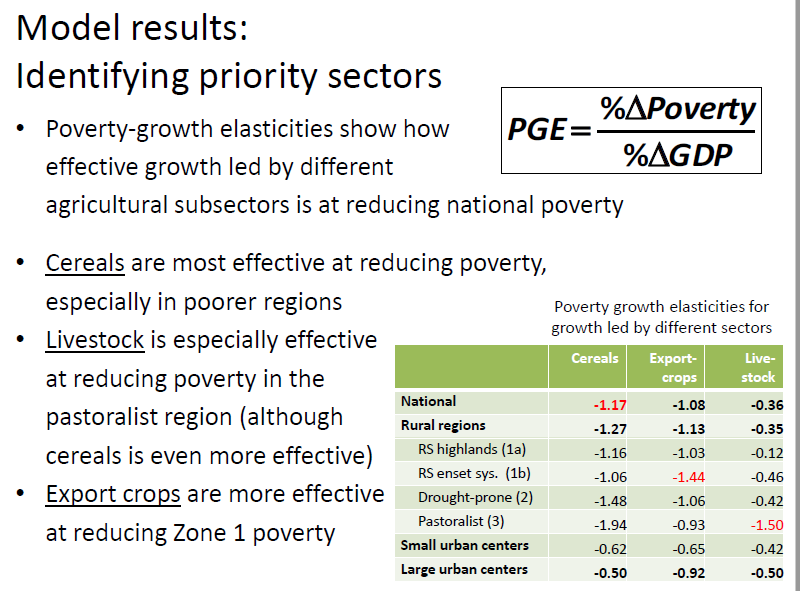 Model results:
Identifying priority sectors
PGE = %ΔPoverty / %ΔGDP
• Poverty-growth elasticities show how
effective growth led by different
agricultural subsectors is at reducing national poverty
• Cereals are most effective at reducing poverty,
especially in poorer regions
• Livestock is especially effective
at reducing poverty in the
pastoralist region (although
cereals is even more effective)
• Export crops are more effective
at reducing Zone 1 poverty
Poverty growth elasticities for
growth led by different sectors
Cereals Export- Live-
crops stock
National -1.17 -1.08 -0.36
Rural regions -1.27 -1.13 -0.35
RS highlands (1a) -1.16 -1.03 -0.12
RS enset sys. (1b) -1.06 -1.44 -0.46
Drought-prone (2) -1.48 -1.06 -0.42
Pastoralist (3) -1.94 -0.93 -1.50
Small urban centers -0.62 -0.65 -0.42
Large urban centers -0.50 -0.92 -0.50